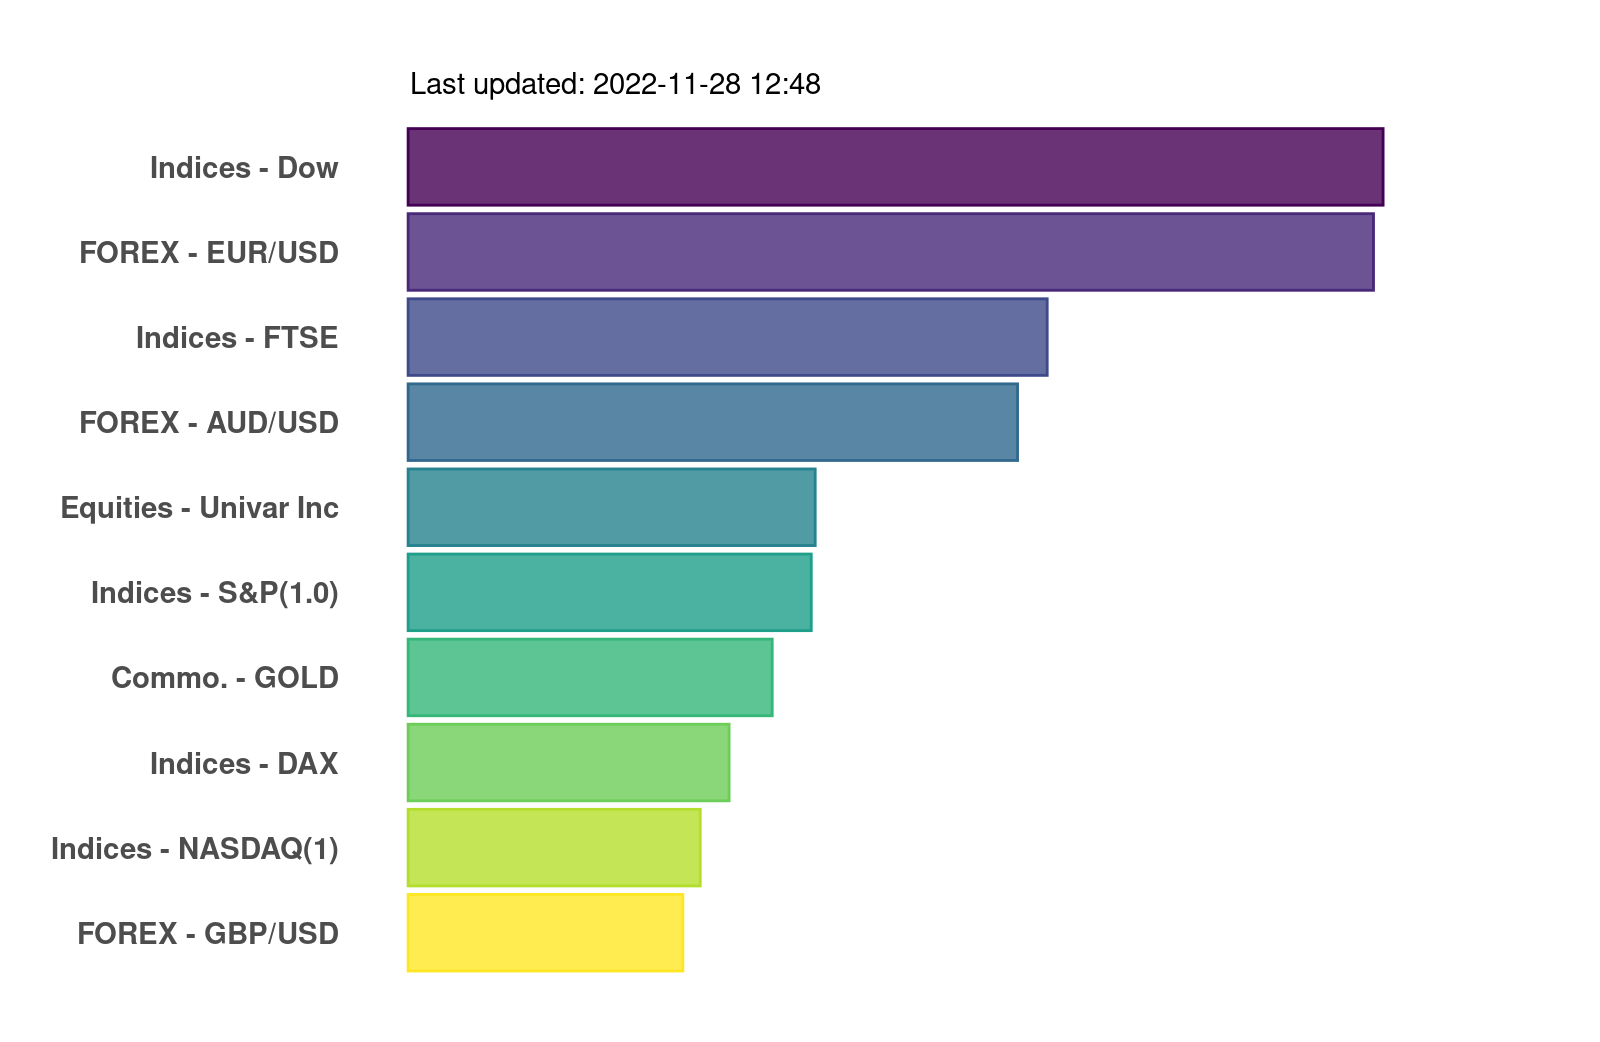 Last updated: 2022-11-28 12:48
Indices - Dow
FOREX - EUR/USD
Indices - FTSE
FOREX - AUD/USD
Equities - Univar Inc
Indices - S&P(1.0)
Commo. - GOLD
Indices - DAX
Indices - NASDAQ(1)
FOREX - GBP/USD